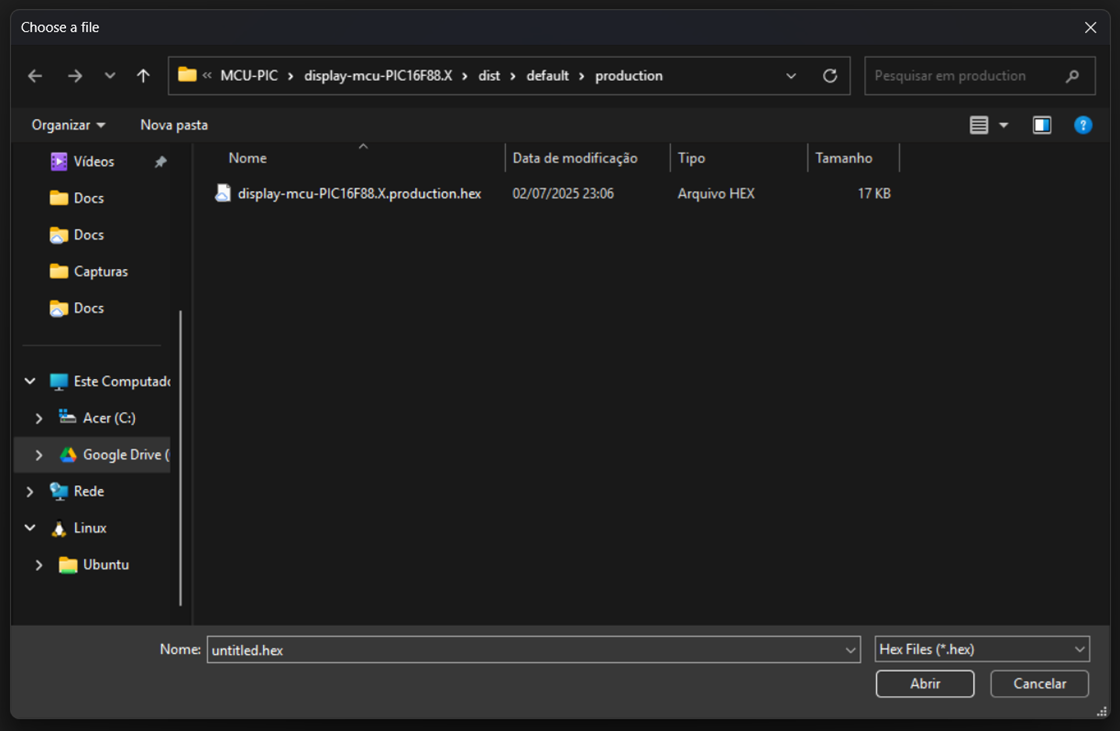 Choose a file
« MCU-PIC › display-mcu-PIC16F88.X › dist › default › production
Pesquisar em production
Organizar
Nova pasta
?
Nome
Data de modificação
Tipo
Tamanho
display-mcu-PIC16F88.X.production.hex
02/07/2025 23:06
Arquivo HEX
17 KB
Vídeos
Docs
Docs
Capturas
Docs
Este Computado
Acer (C:)
Google Drive (
Rede
Linux
Ubuntu
Nome:
untitled.hex
Hex Files (*.hex)
Abrir
Cancelar